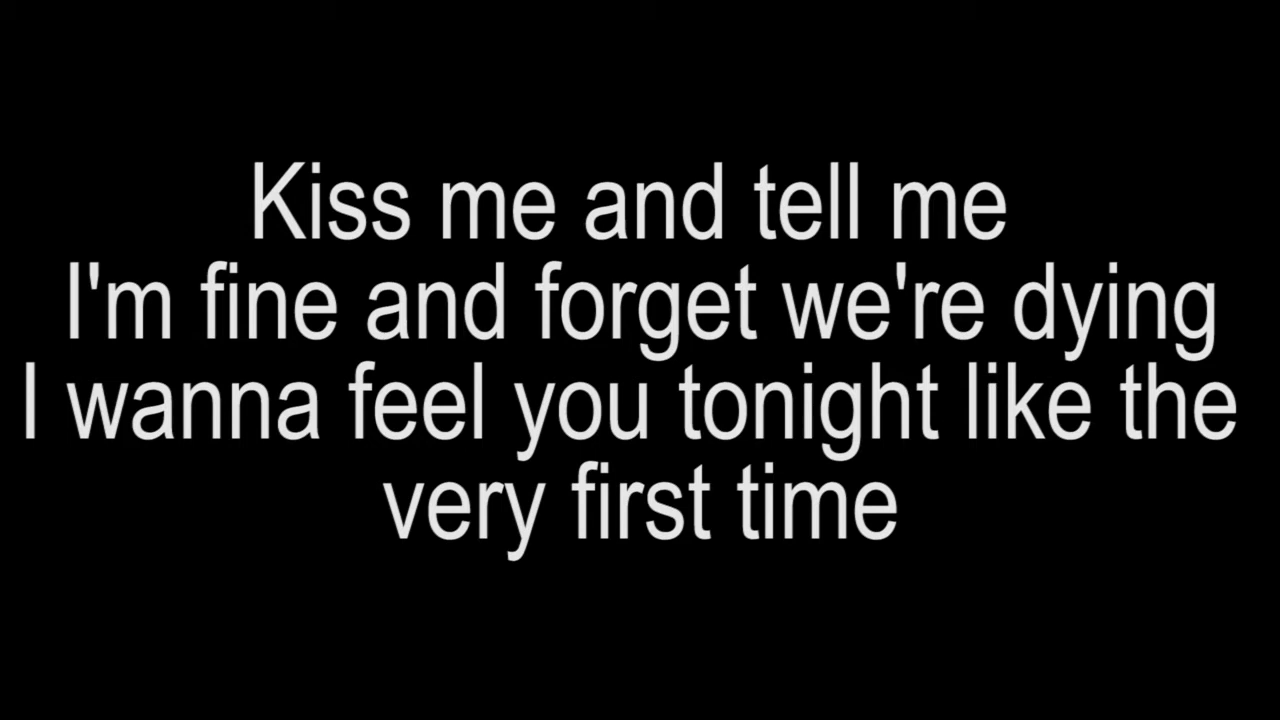 Kiss me and tell me
I'm fine and forget we're dying
I wanna feel you tonight like the
very first time